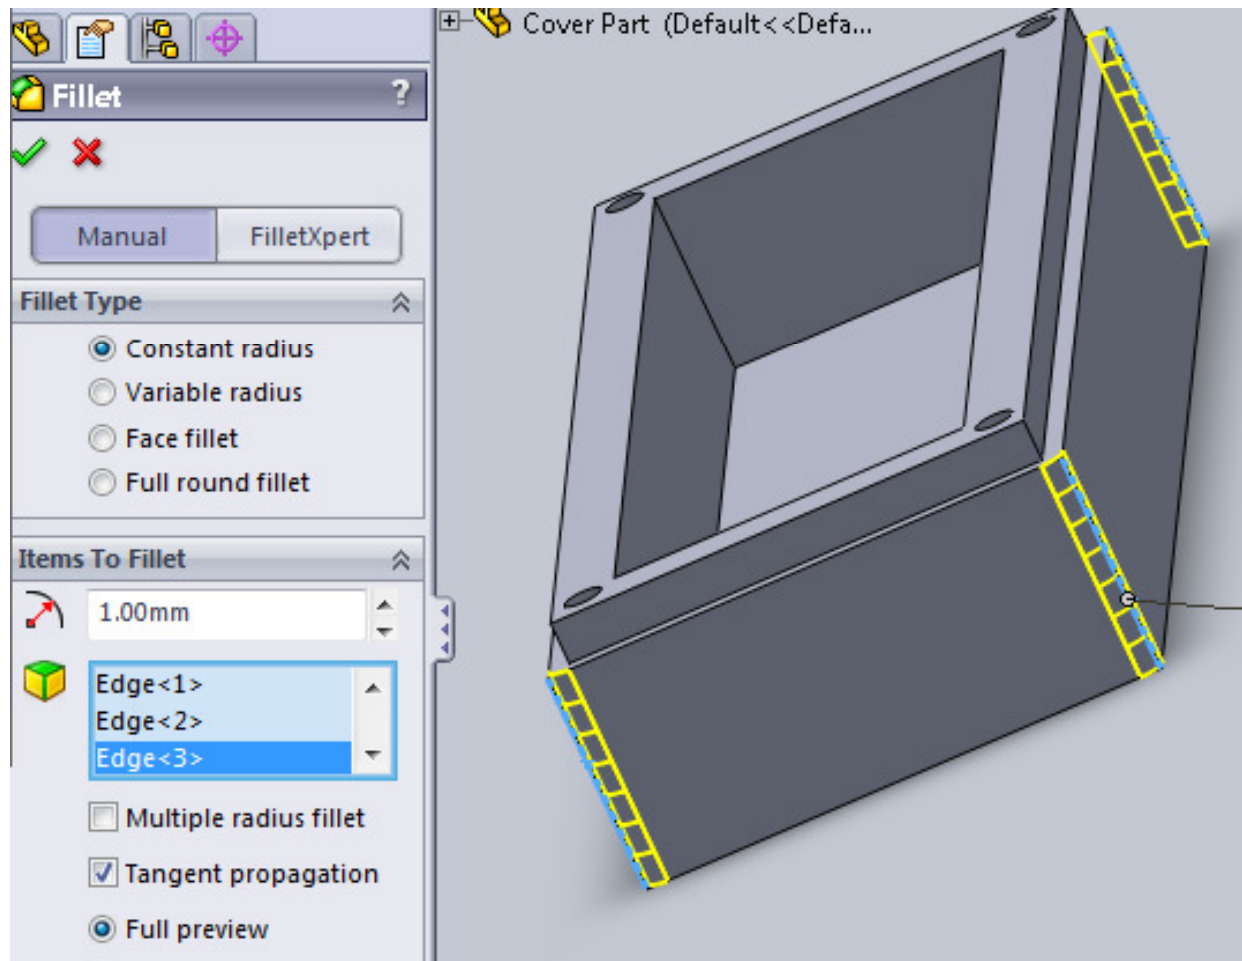 Cover Part (Default<<Defa...
Fillet
?
Manual
FilletXpert
Fillet Type
Constant radius
Variable radius
Face fillet
Full round fillet
Items To Fillet
1.00mm
Edge<1>
Edge<2>
Edge<3>
Multiple radius fillet
Tangent propagation
Full preview